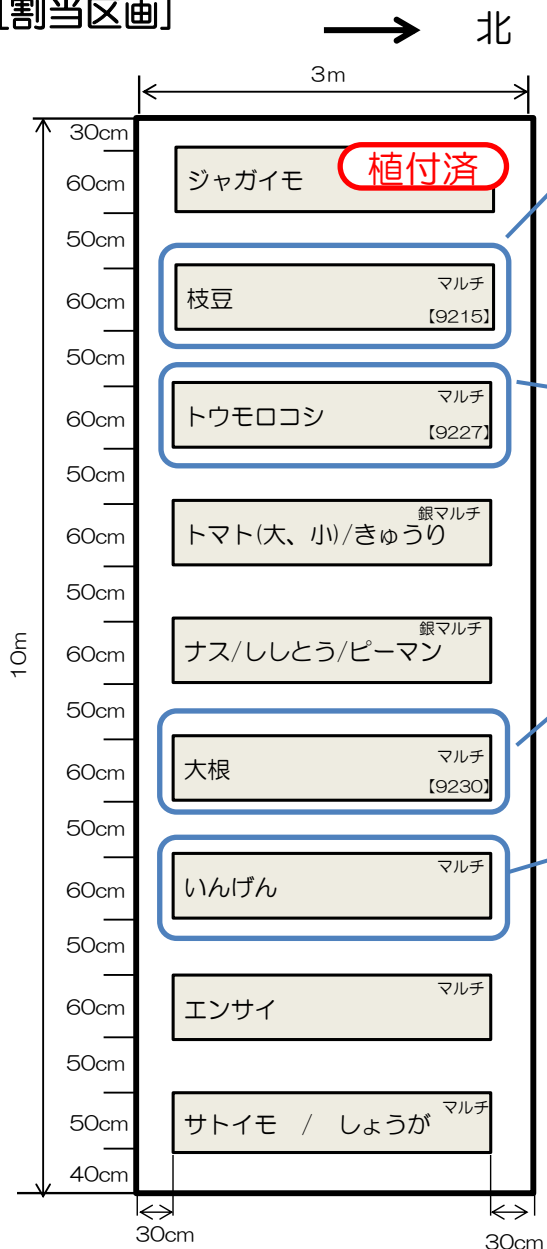 [割当区画]
北
3m
10m
30cm
60cm
ジャガイモ
植付済
50cm
60cm
枝豆
マルチ
【9215】
50cm
60cm
トウモロコシ
マルチ
【9227】
50cm
60cm
銀マルチ
トマト(大、小)/きゅうり
50cm
60cm
銀マルチ
ナス/ししとう/ピーマン
50cm
60cm
大根
マルチ
【9230】
50cm
60cm
いんげん
マルチ
50cm
60cm
エンサイ
マルチ
50cm
50cm
サトイモ / しょうが
マルチ
40cm
30cm
30cm